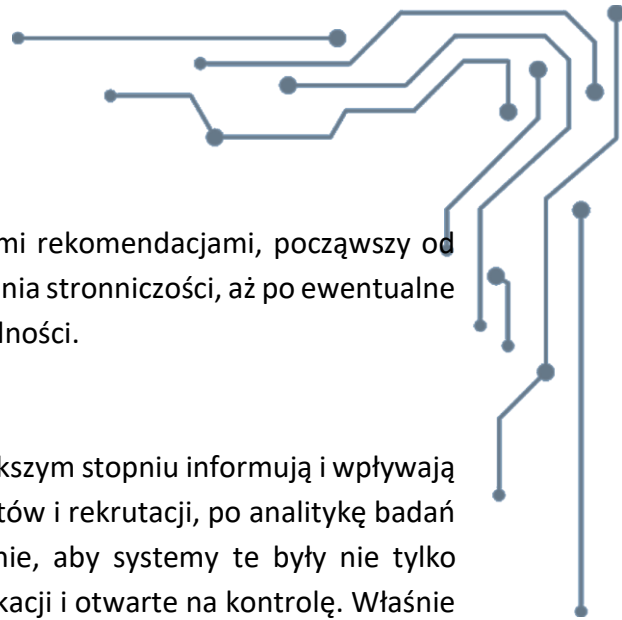 mi rekomendacjami, począwszy od
nia stronniczości, aż po ewentualne
lności.
kszym stopniu informują i wpływają
tów i rekrutacji, po analitykę badań
nie, aby systemy te były nie tylko
kacji i otwarte na kontrolę. Właśnie